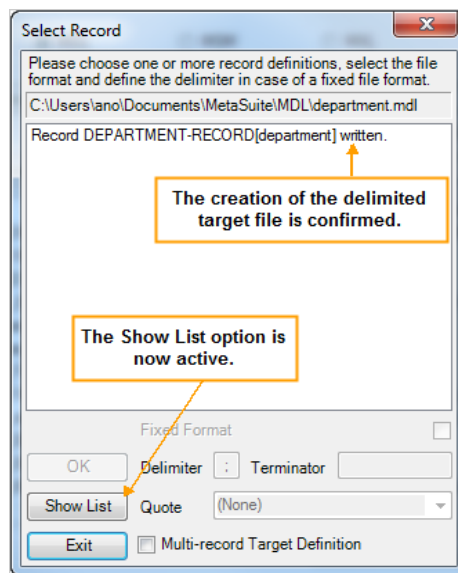 Select Record
x
Please choose one or more record definitions, select the file
format and define the delimiter in case of a fixed file format.
C:\Users\ano\Documents\MetaSuite\MDL\department.mdl
Record DEPARTMENT-RECORD[department] written.
The creation of the delimited
target file is confirmed.
The Show List option is
now active.
Fixed Format
OK Delimiter ; Terminator
Show List Quote (None)
Exit Multi-record Target Definition